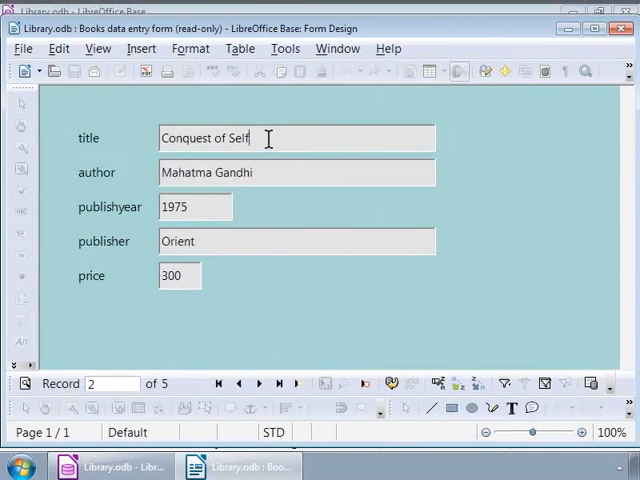 Library.odb - LibreOffice Base
Library.odb : Books data entry form (read-only) - LibreOffice Base: Form Design
File Edit View Insert Format Table Tools Window Help
title Conquest of Self
author Mahatma Gandhi
publishyear 1975
publisher Orient
price 300
Record 2 of 5
Page 1 / 1 Default STD 100%
Library.odb - Libr... Library.odb : Boo...